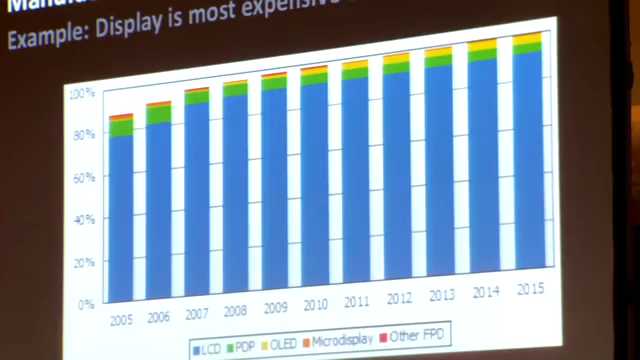 Example: Display is most expensive
100%
80%
60%
40%
20%
0%
2005 2006 2007 2008 2009 2010 2011 2012 2013 2014 2015
LCD PDP OLED Microdisplay Other FPD